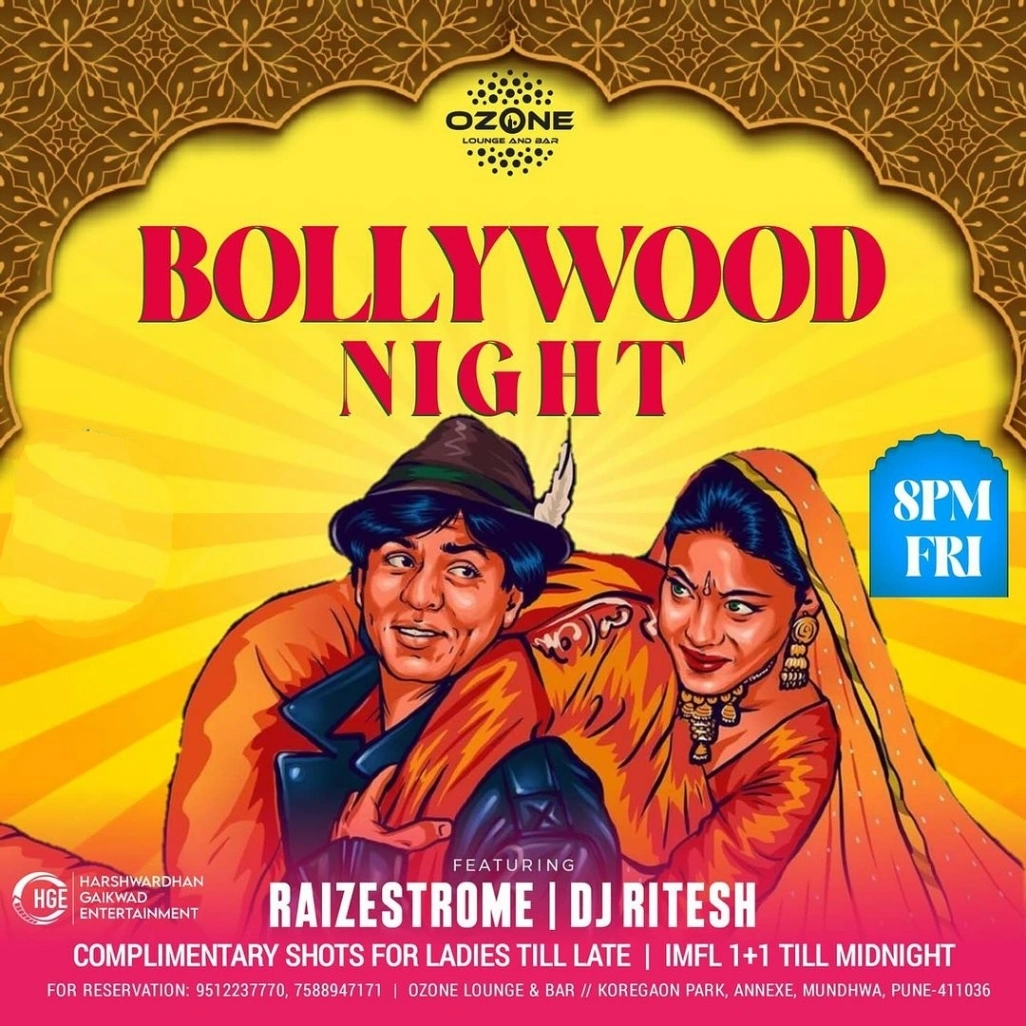 OZONE
LOUNGE AND BAR
BOLLYWOOD
NIGHT
8PM
FRI
FEATURING
HGE
HARSHWARDHAN
GAIKWAD
ENTERTAINMENT
RAIZESTROME | DJ RITESH
COMPLIMENTARY SHOTS FOR LADIES TILL LATE | IMFL 1+1 TILL MIDNIGHT
FOR RESERVATION: 9512237770, 7588947171 | OZONE LOUNGE & BAR // KOREGAON PARK, ANNEXE, MUNDHWA, PUNE-411036